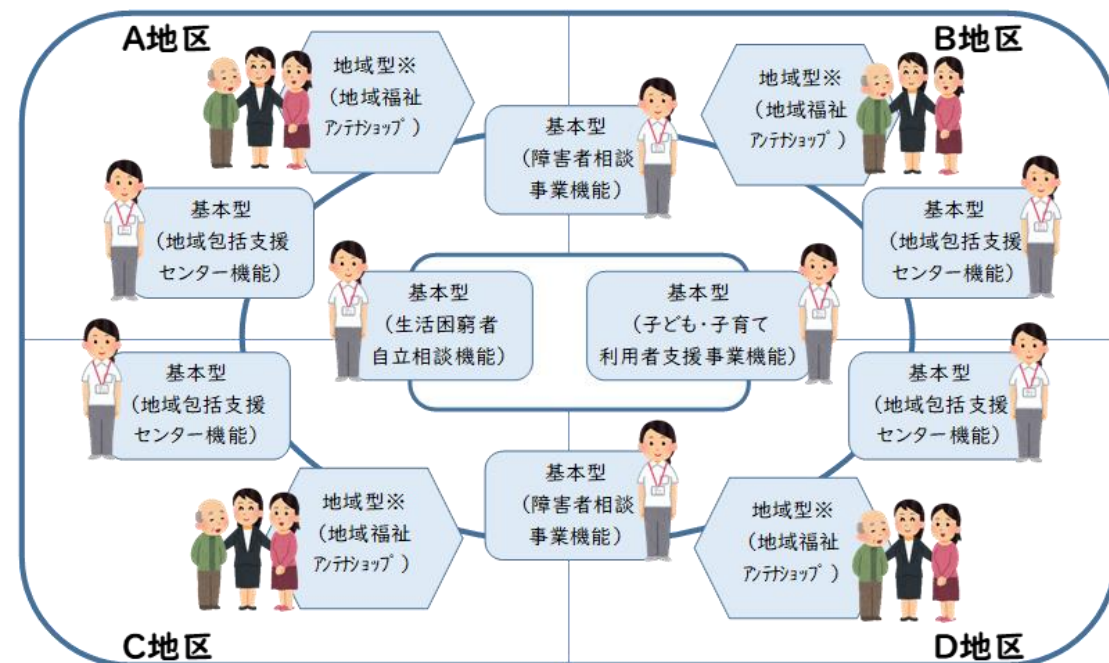 A地区
B地区
地域型※
（地域福祉
ｱﾝﾃﾅｼｮｯﾌﾟ）
基本型
（障害者相談
事業機能）
地域型※
（地域福祉
ｱﾝﾃﾅｼｮｯﾌﾟ）
基本型
（地域包括支援
センター機能）
基本型
（地域包括支援
センター機能）
基本型
（生活困窮者
自立相談機能）
基本型
（子ども・子育て
利用者支援事業機能）
基本型
（地域包括支援
センター機能）
基本型
（地域包括支援
センター機能）
地域型※
（地域福祉
ｱﾝﾃﾅｼｮｯﾌﾟ）
基本型
（障害者相談
事業機能）
地域型※
（地域福祉
ｱﾝﾃﾅｼｮｯﾌﾟ）
C地区
D地区